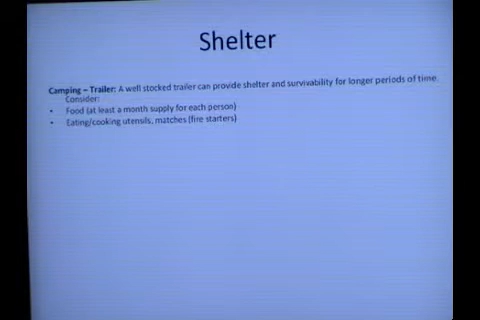 Shelter
Camping – Trailer: A well stocked trailer can provide shelter and survivability for longer periods of time.
Consider:
• Food (at least a month supply for each person)
• Eating/cooking utensils, matches (fire starters)